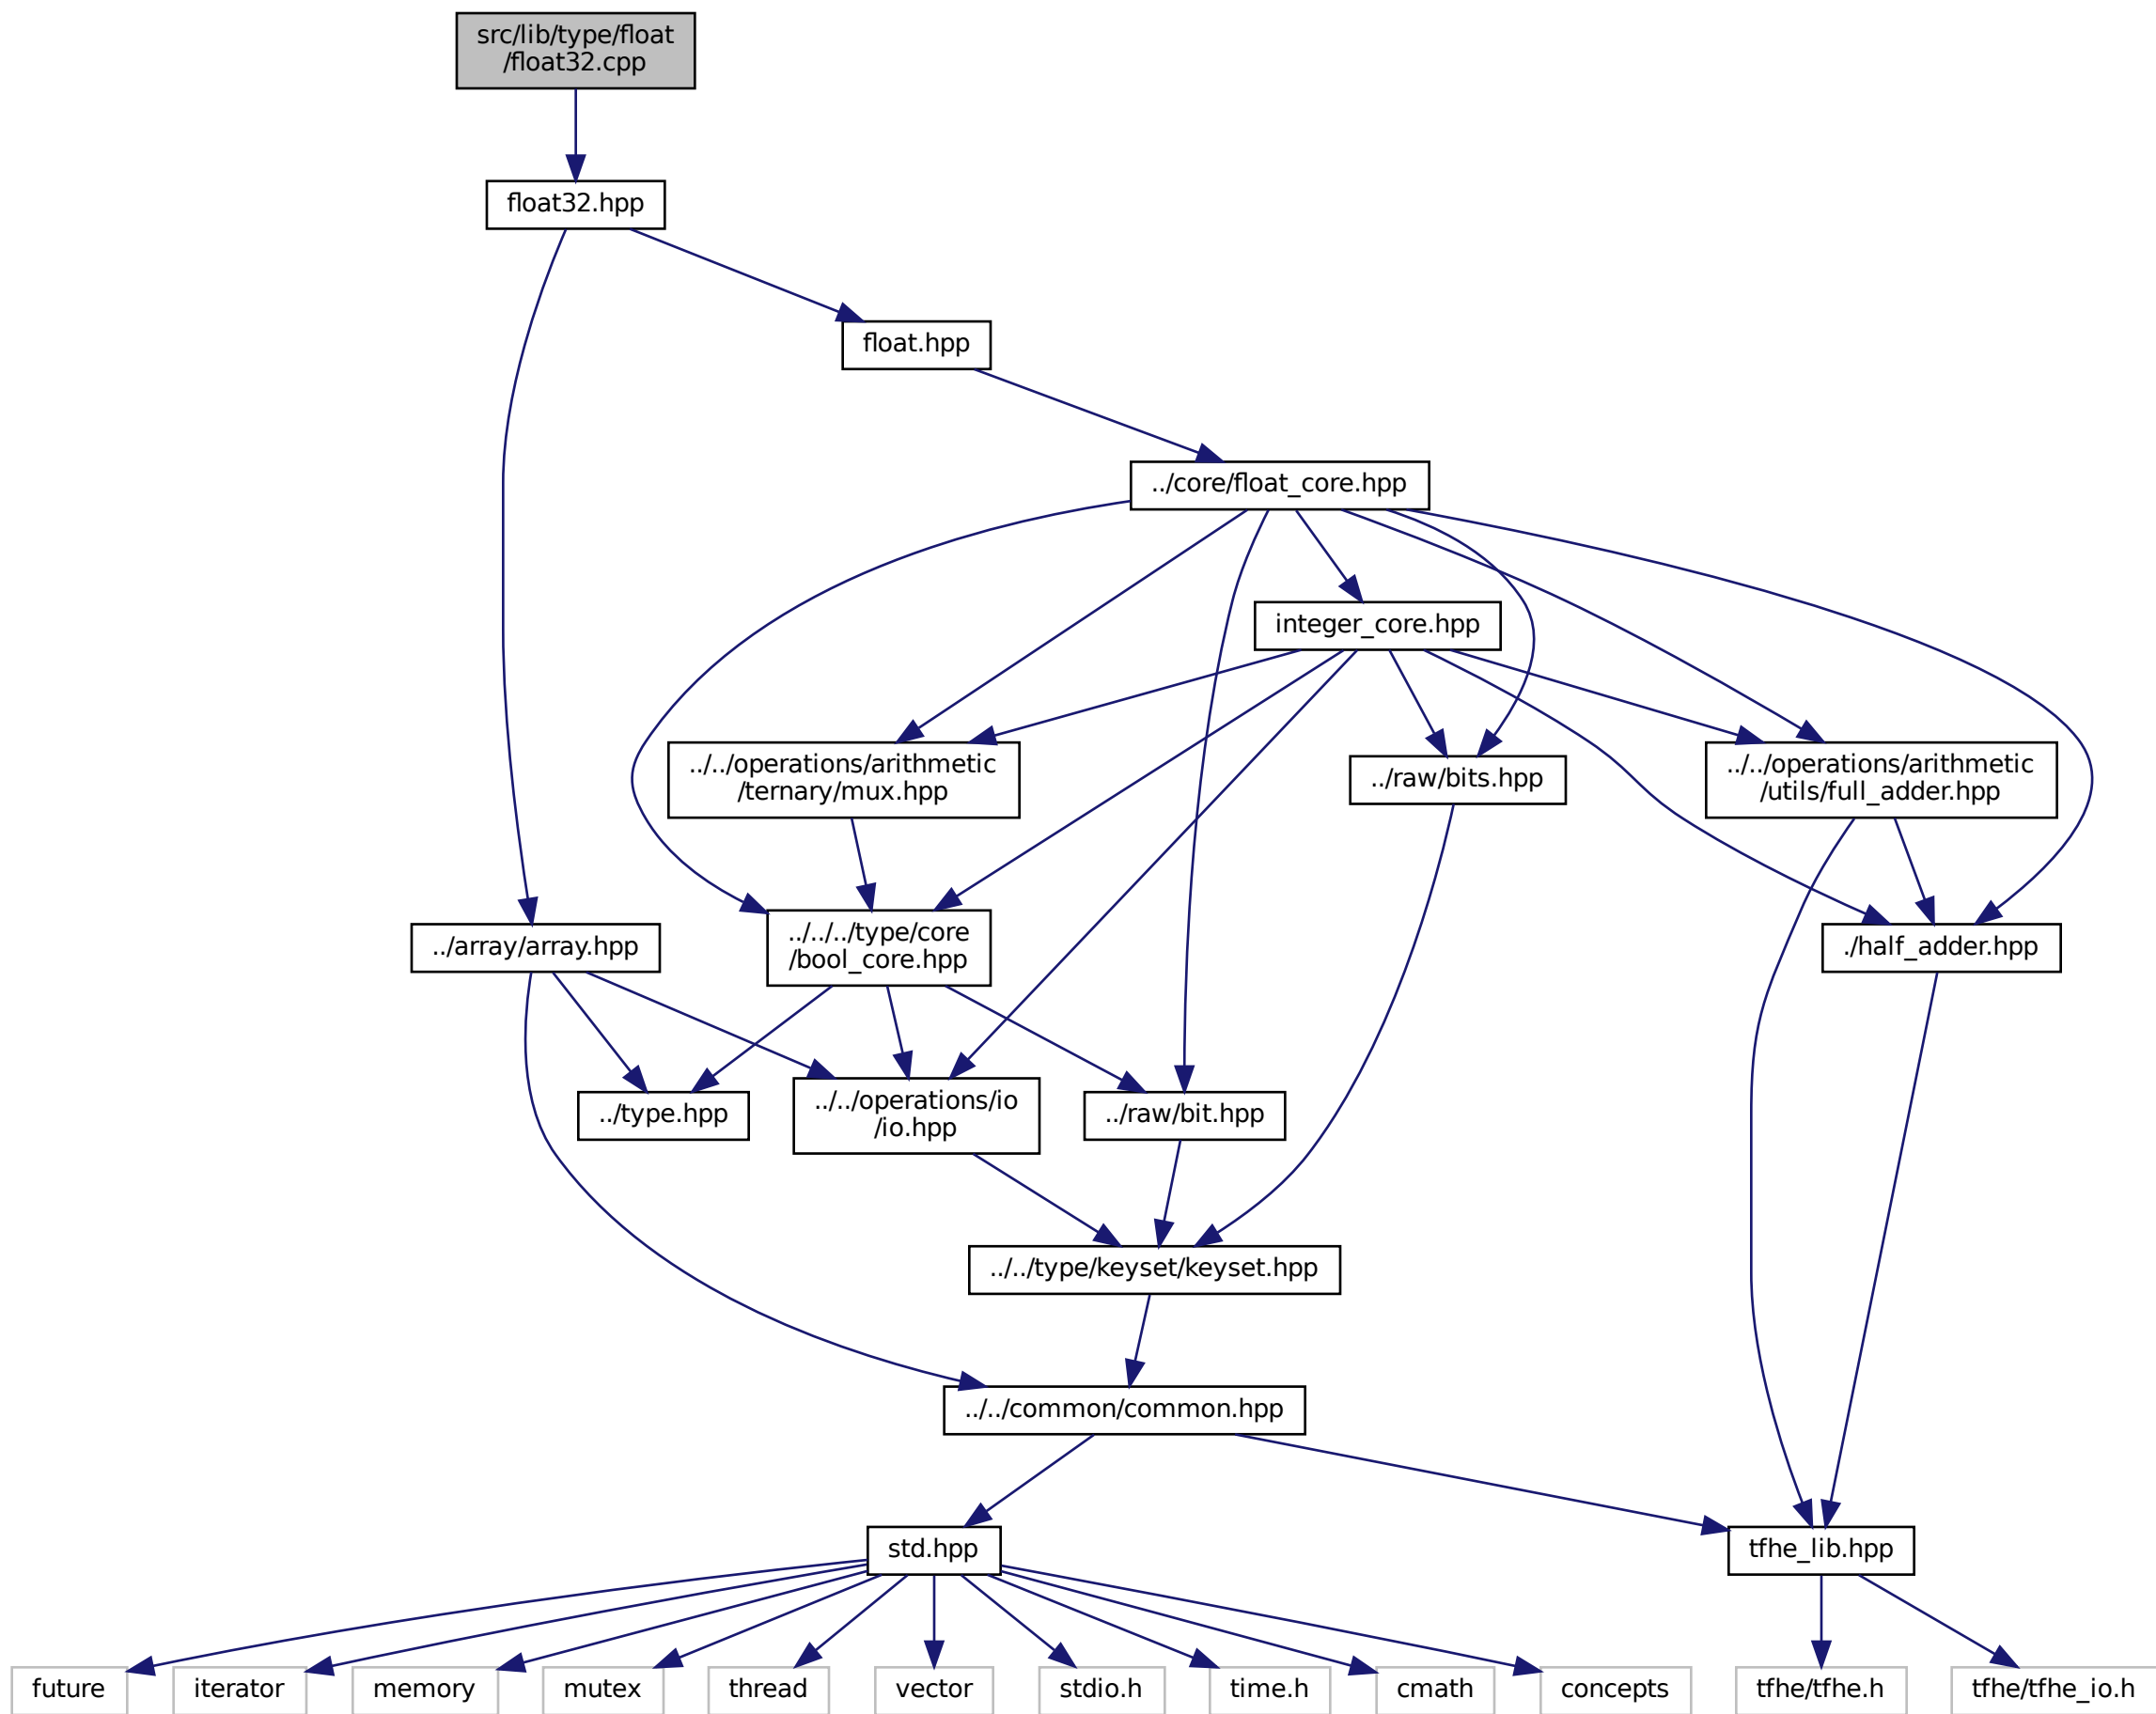 src/lib/type/float
/float32.cpp
float32.hpp
float.hpp
../core/float_core.hpp
integer_core.hpp
../../operations/arithmetic
/ternary/mux.hpp
../raw/bits.hpp
../../operations/arithmetic
/utils/full_adder.hpp
../array/array.hpp
../../../type/core
/bool_core.hpp
./half_adder.hpp
../type.hpp
../../operations/io
/io.hpp
../raw/bit.hpp
../../type/keyset/keyset.hpp
../../common/common.hpp
std.hpp
tfhe_lib.hpp
future
iterator
memory
mutex
thread
vector
stdio.h
time.h
cmath
concepts
tfhe/tfhe.h
tfhe/tfhe_io.h